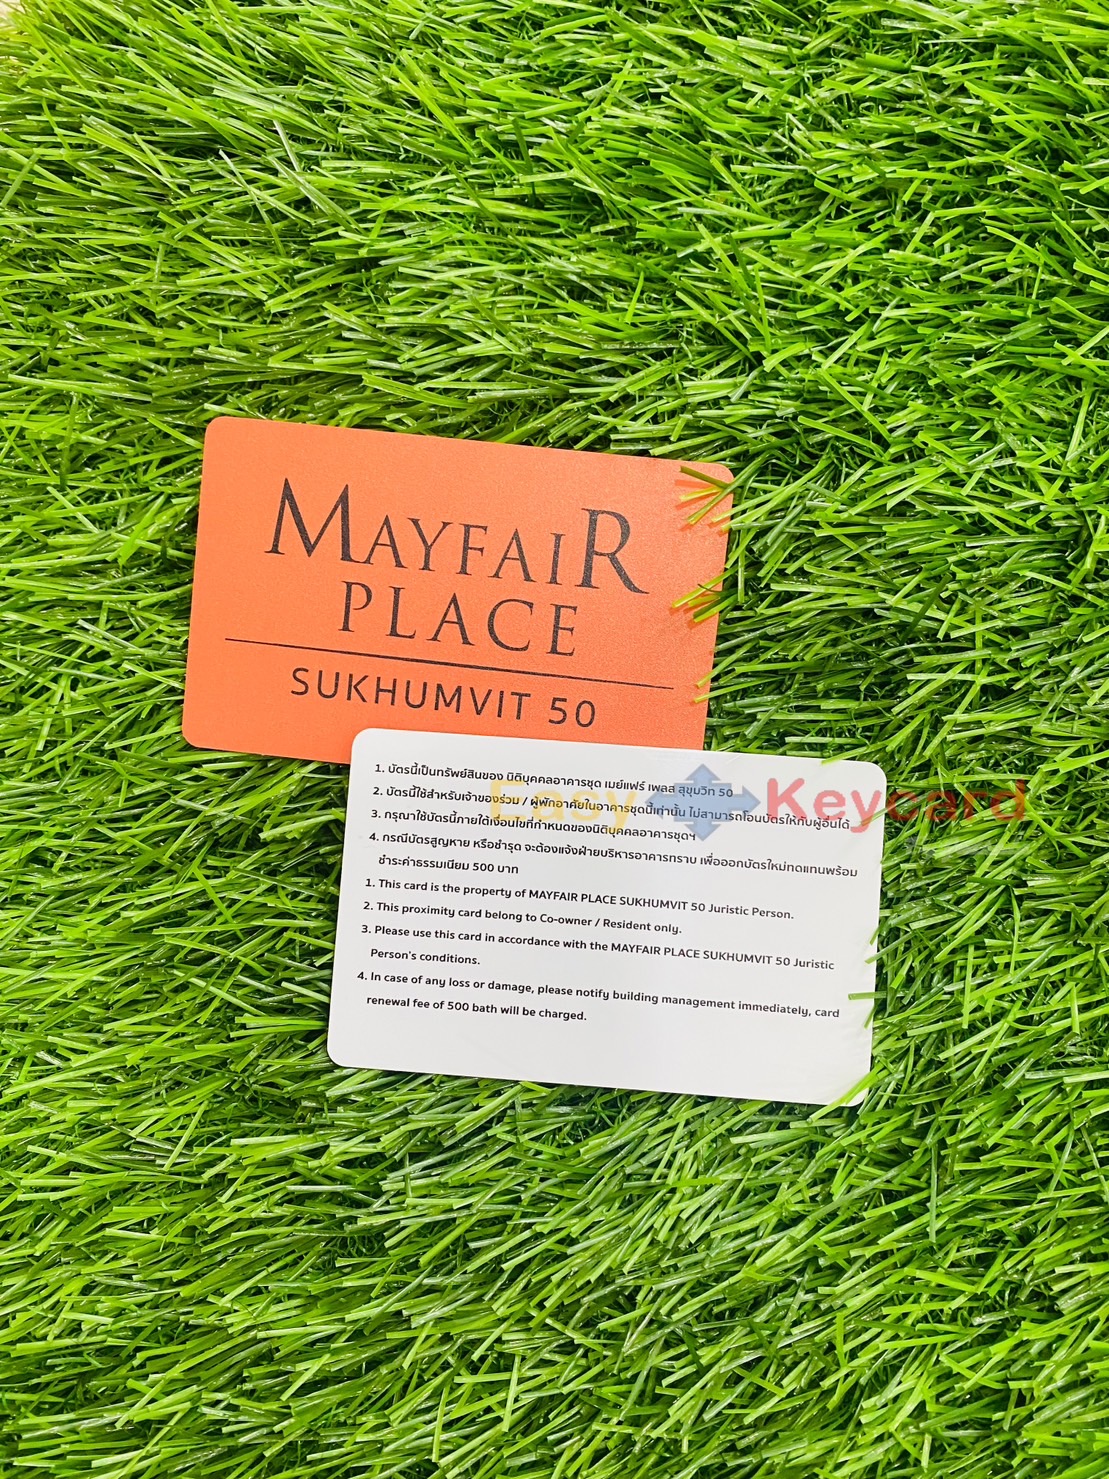 MAYFAIR
PLACE
SUKHUMVIT 50
1. บัตรนี้เป็นทรัพย์สินของ นิติบุคคลอาคารชุด เมย์แฟร์ เพลส สุขุมวิท 50
2. บัตรนี้ใช้สำหรับเจ้าของร่วม / ผู้พักอาศัยในอาคารชุดนี้เท่านั้น ไม่สามารถโอนบัตรให้กับผู้อื่นได้
3. กรุณาใช้บัตรนี้ภายใต้เงื่อนไขที่กำหนดของนิติบุคคลอาคารชุดฯ
4. กรณีบัตรสูญหาย หรือชำรุด จะต้องแจ้งฝ่ายบริหารอาคารทราบ เพื่อออกบัตรใหม่ทดแทนพร้อม
ชำระค่าธรรมเนียม 500 บาท
1. This card is the property of MAYFAIR PLACE SUKHUMVIT 50 Juristic Person.
2. This proximity card belong to Co-owner / Resident only.
3. Please use this card in accordance with the MAYFAIR PLACE SUKHUMVIT 50 Juristic
Person's conditions.
4. In case of any loss or damage, please notify building management immediately, card
renewal fee of 500 bath will be charged.
Easy Keycard